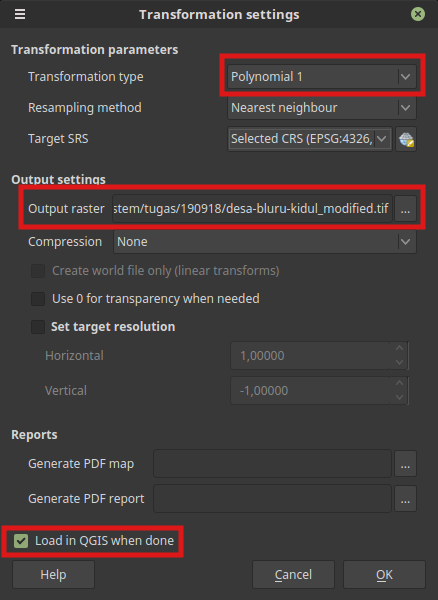 Transformation settings
Transformation parameters
Transformation type Polynomial 1
Resampling method Nearest neighbour
Target SRS Selected CRS (EPSG:4326,
Output settings
Output raster stem/tugas/190918/desa-bluru-kidul_modified.tif ...
Compression None
Create world file only (linear transforms)
Use 0 for transparency when needed
Set target resolution
Horizontal 1,00000
Vertical -1,00000
Reports
Generate PDF map ...
Generate PDF report ...
Load in QGIS when done
Help Cancel OK